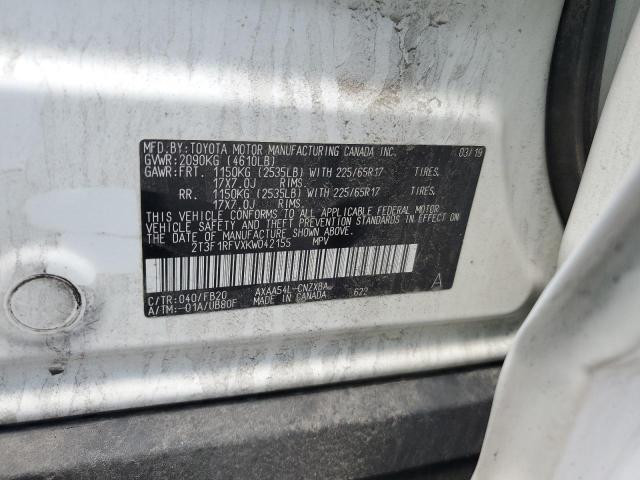 MFD.BY: TOYOTA MOTOR MANUFACTURING CANADA INC. 03/19
GVWR: 2090KG (4610LB)
GAWR: FRT. 1150KG (2535LB) WITH 225/65R17 TIRES.
17X7.0J RIMS.
RR. 1150KG (2535LB) WITH 225/65R17 TIRES.
17X7.0J RIMS.
THIS VEHICLE CONFORMS TO ALL APPLICABLE FEDERAL MOTOR
VEHICLE SAFETY AND THEFT PREVENTION STANDARDS IN EFFECT
ON THE DATE OF MANUFACTURE SHOWN ABOVE.
2T3F1RFVXKW042155 MPV
C/TR: 040/FB20 AXAA54L-CNZXBA 622 A
A/TM: -01A/UB80F MADE IN CANADA